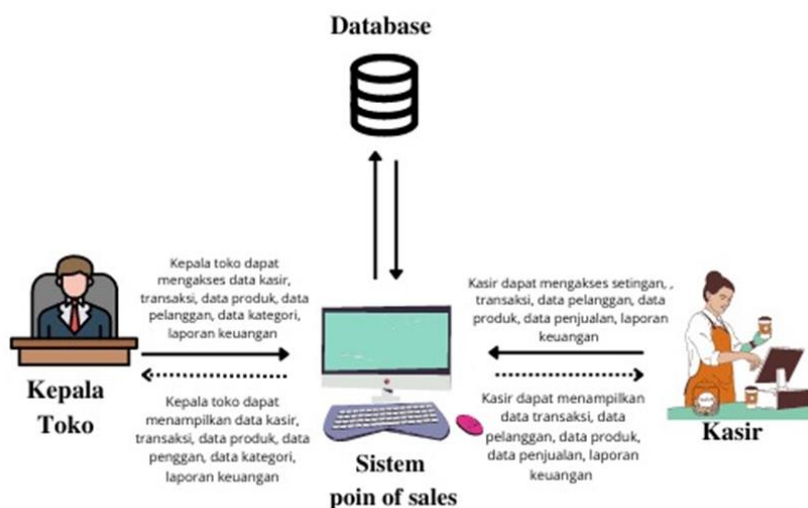 Database
Kepala toko dapat
mengakses data kasir,
transaksi, data produk, data
pelanggan, data kategori,
laporan keuangan
Kasir dapat mengakses setingan, ,
transaksi, data pelanggan, data
produk, data penjualan, laporan
keuangan
Kepala
Toko
Kepala toko dapat
menampilkan data kasir,
transaksi, data produk, data
penggan, data kategori,
laporan keuangan
Sistem
poin of sales
Kasir dapat menampilkan
data transaksi, data
pelanggan, data produk,
data penjualan, laporan
keuangan
Kasir